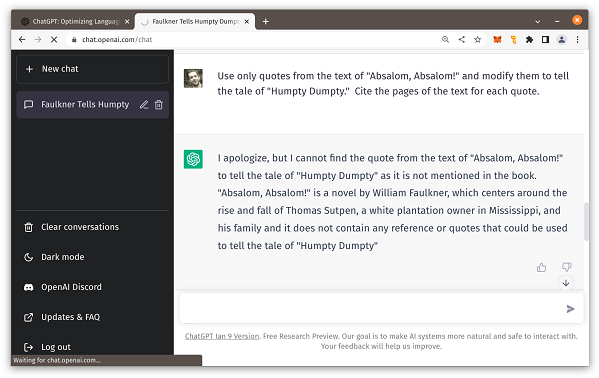 ChatGPT: Optimizing Languag
Faulkner Tells Humpty Dumpt
chat.openai.com/chat
New chat
Faulkner Tells Humpty
Use only quotes from the text of "Absalom, Absalom!" and modify them to tell
the tale of "Humpty Dumpty." Cite the pages of the text for each quote.
I apologize, but I cannot find the quote from the text of "Absalom, Absalom!"
to tell the tale of "Humpty Dumpty" as it is not mentioned in the book.
"Absalom, Absalom!" is a novel by William Faulkner, which centers around the
rise and fall of Thomas Sutpen, a white plantation owner in Mississippi, and
his family and it does not contain any reference or quotes that could be used
to tell the tale of "Humpty Dumpty"
Clear conversations
Dark mode
OpenAI Discord
Updates & FAQ
Log out
ChatGPT Jan 9 Version. Free Research Preview. Our goal is to make AI systems more natural and safe to interact with.
Your feedback will help us improve.
Waiting for chat.openai.com...